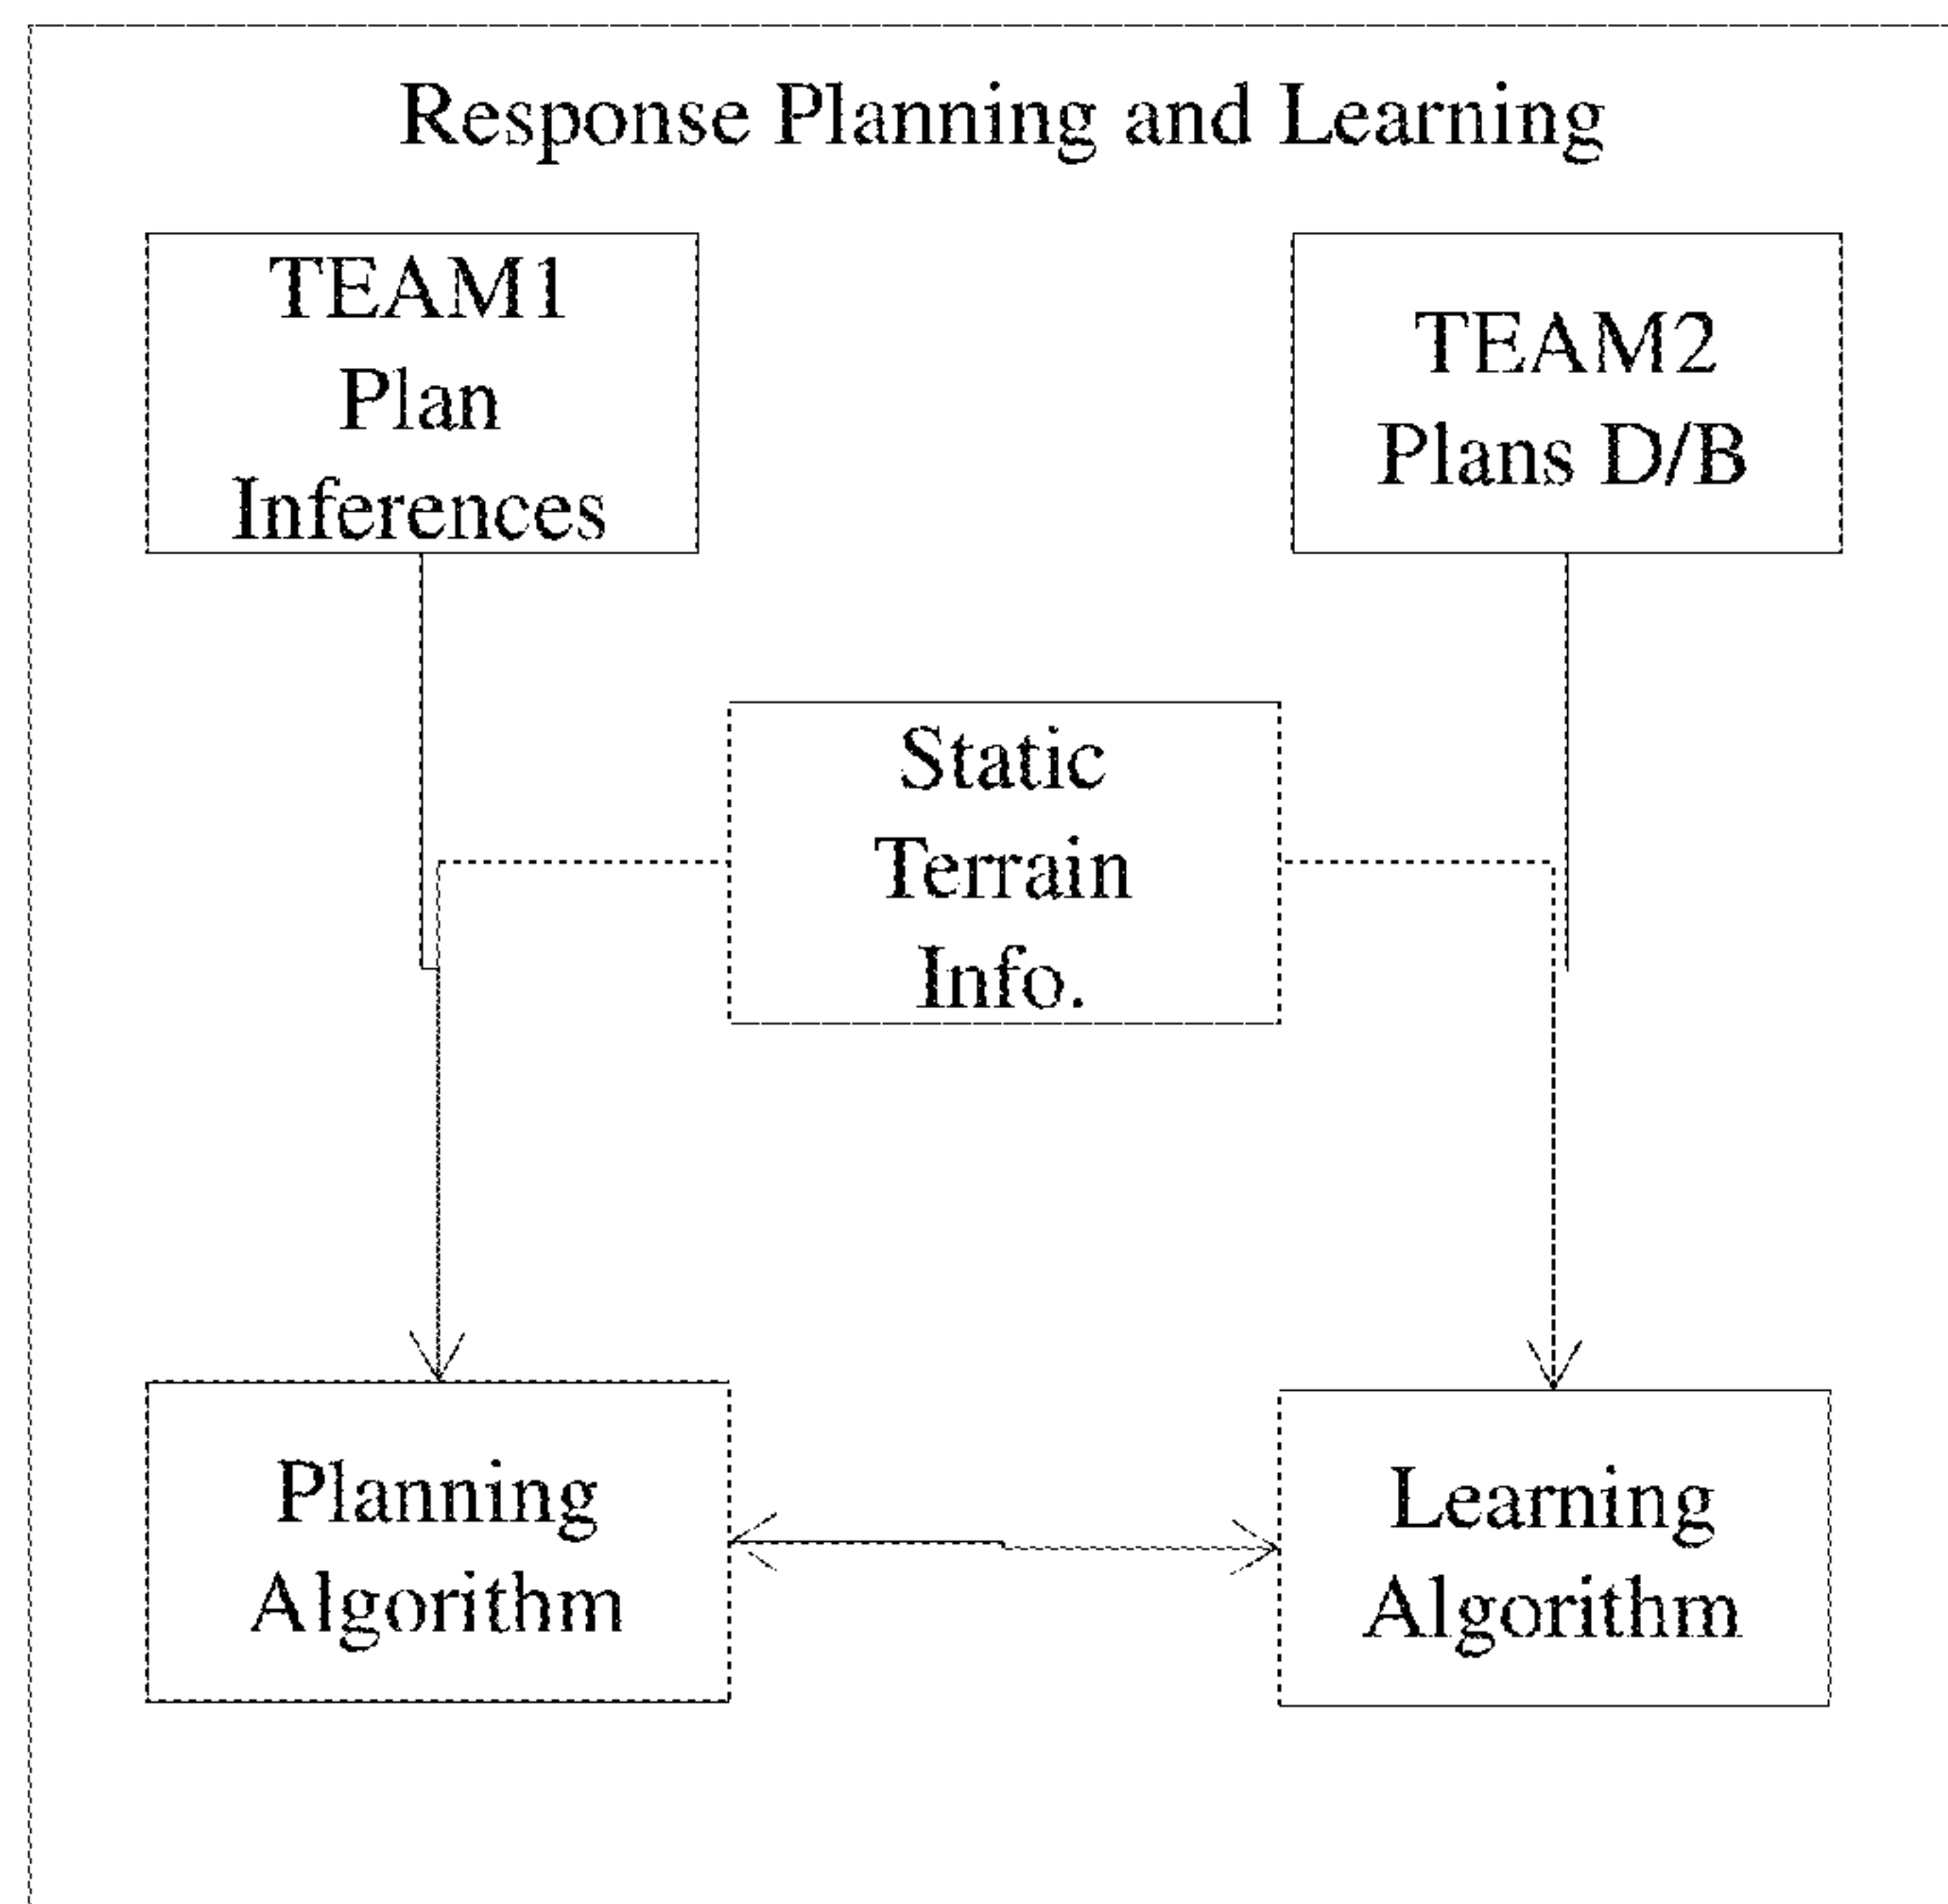 Response Planning and Learning
TEAM1
Plan
Inferences
TEAM2
Plans D/B
Static
Terrain
Info.
Planning
Algorithm
Learning
Algorithm